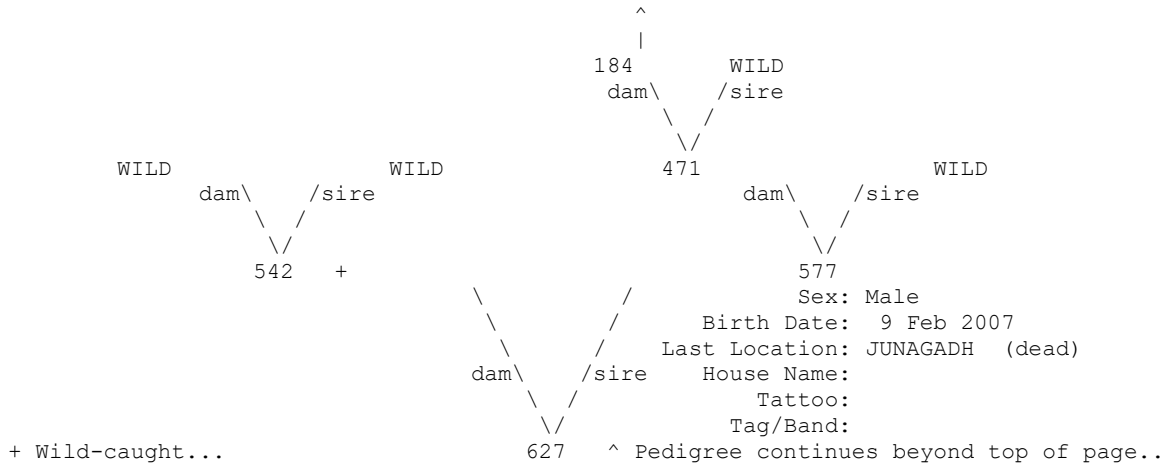 ^
|
184 WILD
dam\ /sire
\ /
\/
WILD WILD 471 WILD
dam\ /sire dam\ /sire
\ / \ /
\/ \/
542 + 577
\ / Sex: Male
\ / Birth Date: 9 Feb 2007
\ / Last Location: JUNAGADH (dead)
dam\ /sire House Name:
\ / Tattoo:
\/ Tag/Band:
+ Wild-caught... 627 ^ Pedigree continues beyond top of page..